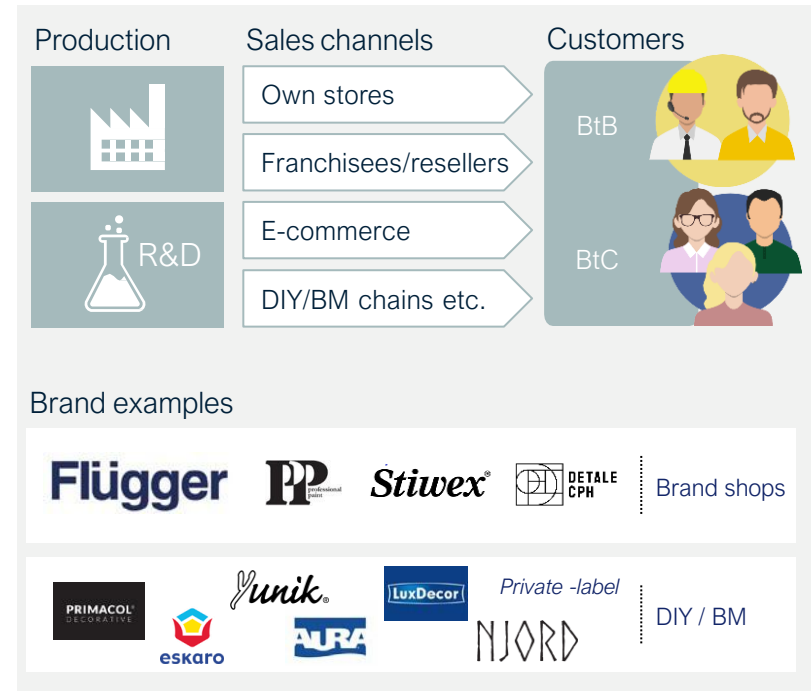 Production
Sales channels
Customers
Own stores
BtB
Franchisees/resellers
R&D
E-commerce
BtC
DIY/BM chains etc.
Brand examples
Flügger
PP
professional
paint
Stiwex®
DETALE
CPH
Brand shops
PRIMACOL®
DECORATIVE
eskaro
Yunik®
AURA
LuxDecor
Private -label
NJORD
DIY / BM